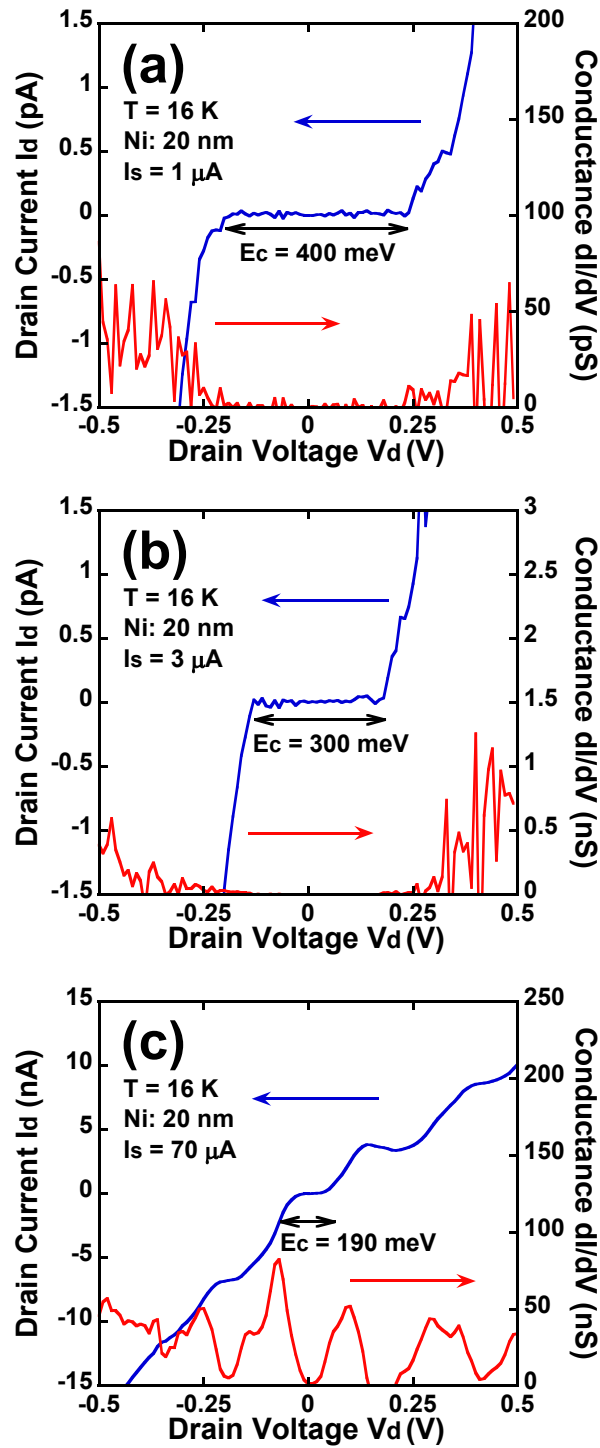 1.5
1
0.5
0
-0.5
-1
-1.5
Drain Current Id (pA)
(a)
T = 16 K
Ni: 20 nm
Is = 1 μA
Ec = 400 meV
200
150
100
50
0
Conductance dI/dV (pS)
-0.5 -0.25 0 0.25 0.5
Drain Voltage Vd (V)
1.5
1
0.5
0
-0.5
-1
-1.5
Drain Current Id (pA)
(b)
T = 16 K
Ni: 20 nm
Is = 3 μA
Ec = 300 meV
3
2.5
2
1.5
1
0.5
0
Conductance dI/dV (nS)
-0.5 -0.25 0 0.25 0.5
Drain Voltage Vd (V)
15
10
5
0
-5
-10
-15
Drain Current Id (nA)
(c)
T = 16 K
Ni: 20 nm
Is = 70 μA
Ec = 190 meV
250
200
150
100
50
0
Conductance dI/dV (nS)
-0.5 -0.25 0 0.25 0.5
Drain Voltage Vd (V)